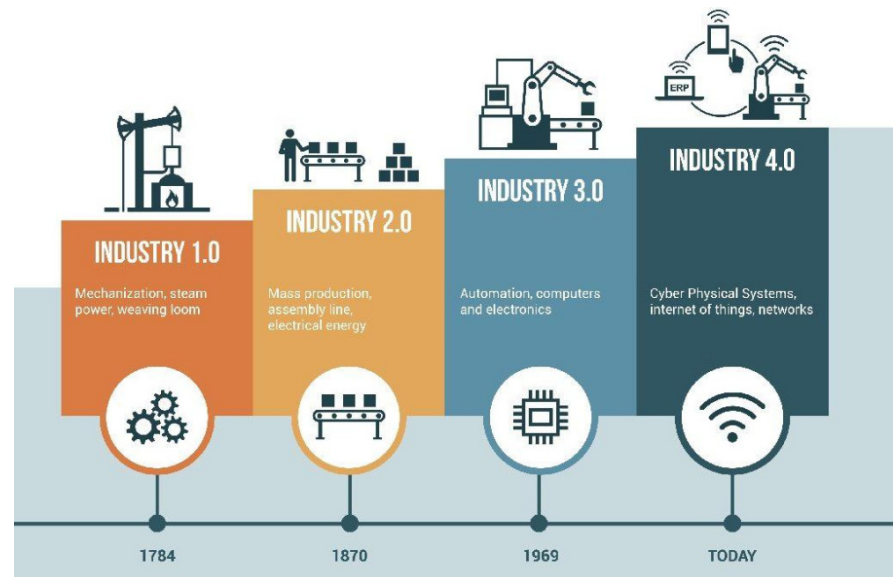 ERP
INDUSTRY 1.0
Mechanization, steam
power, weaving loom
INDUSTRY 2.0
Mass production,
assembly line,
electrical energy
INDUSTRY 3.0
Automation, computers
and electronics
INDUSTRY 4.0
Cyber Physical Systems,
internet of things, networks
1784
1870
1969
TODAY